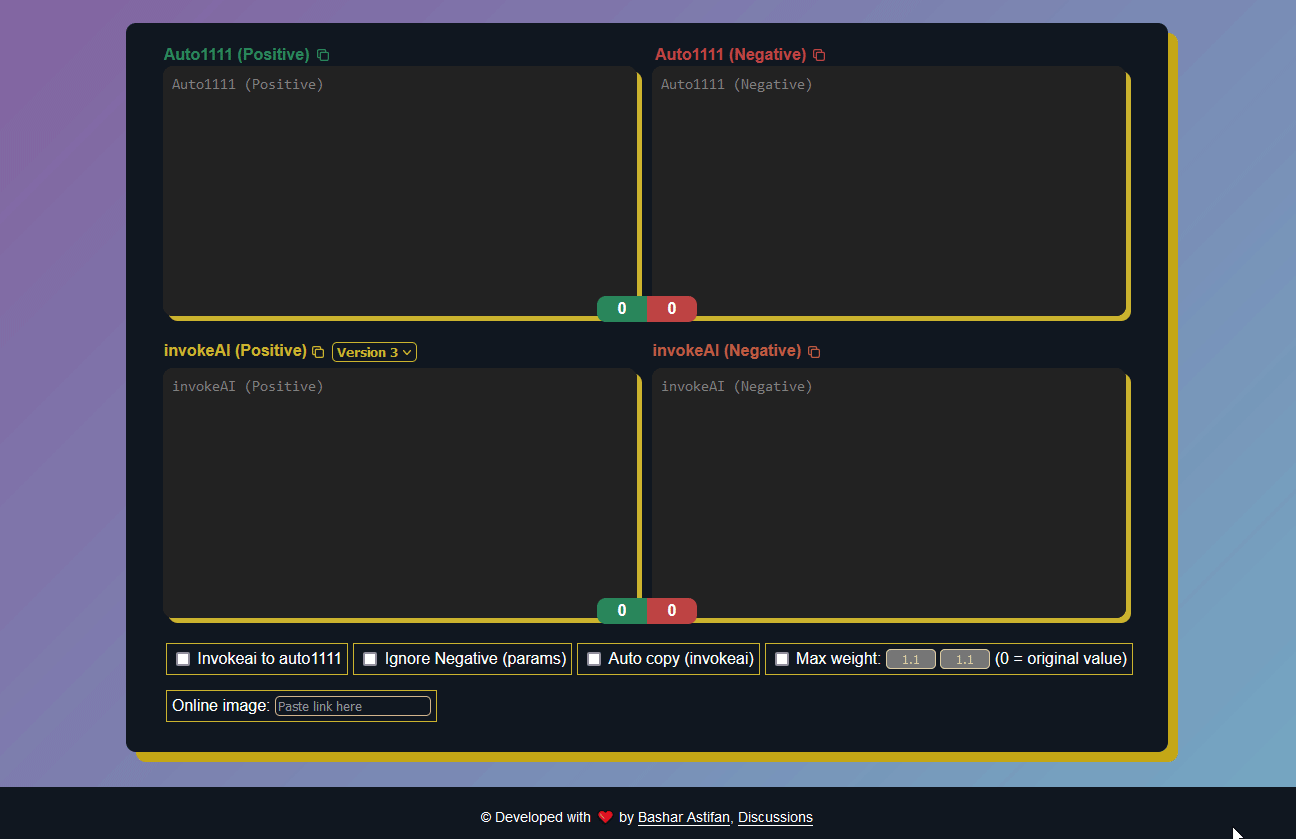 Auto1111 (Positive) Auto1111 (Negative)
Auto1111 (Positive) Auto1111 (Negative)
0 0
invokeAI (Positive) Version 3 invokeAI (Negative)
invokeAI (Positive) invokeAI (Negative)
0 0
Invokeai to auto1111 Ignore Negative (params) Auto copy (invokeai) Max weight: 1.1 1.1 (0 = original value)
Online image: Paste link here
© Developed with ❤ by Bashar Astifan, Discussions